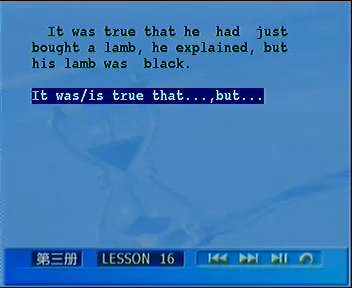 It was true that he had just
bought a lamb, he explained, but
his lamb was black.
It was/is true that...,but...
第三册 LESSON 16